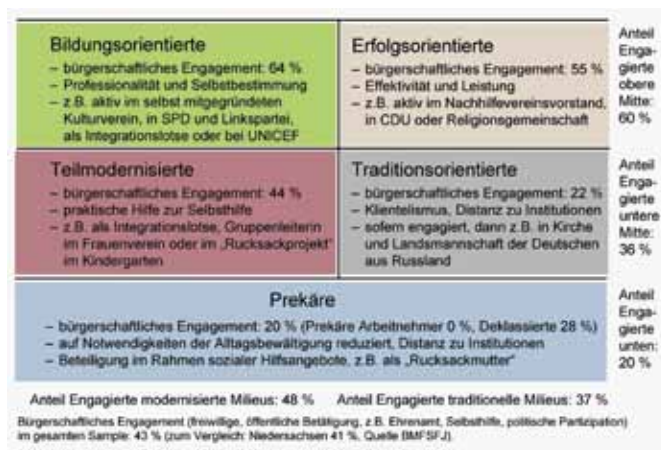 Bildungsorientierte
– bürgerschaftliches Engagement: 64 %
– Professionalität und Selbstbestimmung
– z.B. aktiv im selbst mitgegründeten
Kulturverein, in SPD und Linkspartei,
als Integrationslotse oder bei UNICEF
Erfolgsorientierte
– bürgerschaftliches Engagement: 55 %
– Effektivität und Leistung
– z.B. aktiv im Nachhilfevereinsvorstand,
in CDU oder Religionsgemeinschaft
Anteil
Enga-
gierte
obere
Mitte:
60 %
Teilmodernisierte
– bürgerschaftliches Engagement: 44 %
– praktische Hilfe zur Selbsthilfe
– z.B. als Integrationslotse, Gruppenleiterin
im Frauenverein oder im „Rucksackprojekt“
im Kindergarten
Traditionsorientierte
– bürgerschaftliches Engagement: 22 %
– Klientelismus, Distanz zu Institutionen
– sofern engagiert, dann z.B. in Kirche
und Landsmannschaft der Deutschen
aus Russland
Anteil
Enga-
gierte
untere
Mitte:
36 %
Prekäre
– bürgerschaftliches Engagement: 20 % (Prekäre Arbeitnehmer 0 %, Deklassierte 28 %)
– auf Notwendigkeiten der Alltagsbewältigung reduziert, Distanz zu Institutionen
– Beteiligung im Rahmen sozialer Hilfsangebote, z.B. als „Rucksackmutter“
Anteil
Enga-
gierte
unten:
20 %
Anteil Engagierte modernisierte Milieus: 48 % Anteil Engagierte traditionelle Milieus: 37 %
Bürgerschaftliches Engagement (freiwillige, öffentliche Betätigung, z.B. Ehrenamt, Selbsthilfe, politische Partizipation)
im gesamten Sample: 43 % (zum Vergleich: Niedersachsen 41 %, Quelle BMFSFJ).